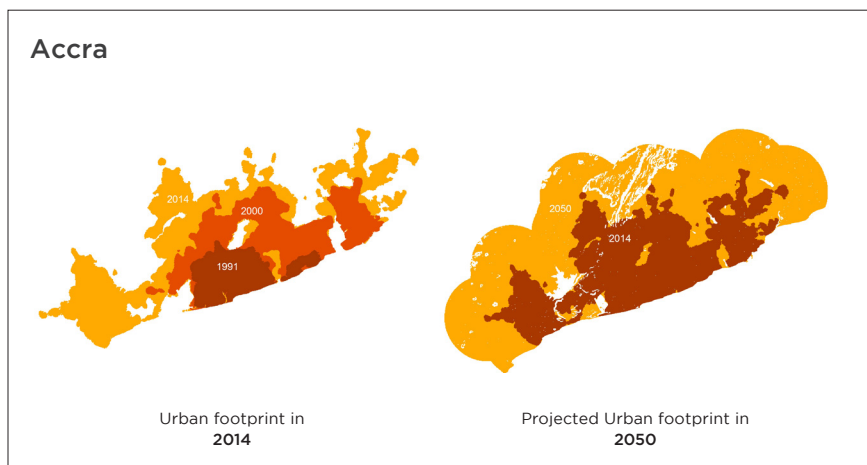 Accra
2014
2000
1991
2050
2014
Urban footprint in
2014
Projected Urban footprint in
2050